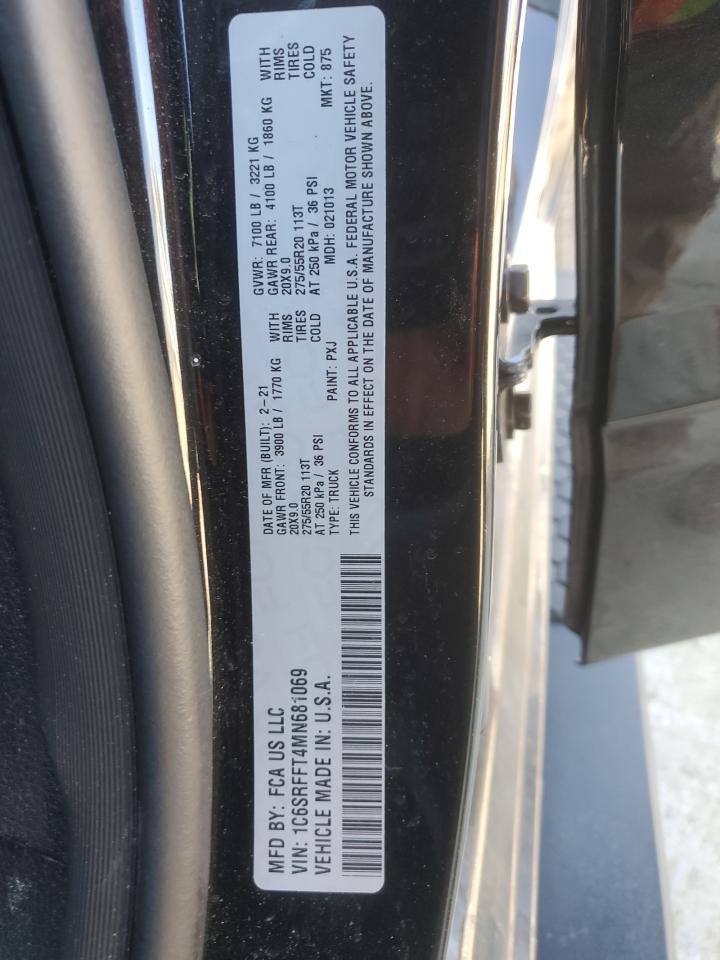 MFD BY: FCA US LLC
VIN: 1C6SRFFT4MN681069
VEHICLE MADE IN: U.S.A.
DATE OF MFR (BUILT): 2-21
GAWR FRONT: 3900 LB / 1770 KG WITH
20X9.0 RIMS
275/55R20 113T TIRES
AT 250 kPa / 36 PSI COLD
TYPE: TRUCK PAINT: PXJ
GVWR: 7100 LB / 3221 KG
GAWR REAR: 4100 LB / 1860 KG WITH
20X9.0 RIMS
275/55R20 113T TIRES
AT 250 kPa / 36 PSI COLD
MDH: 021013 MKT: 875
THIS VEHICLE CONFORMS TO ALL APPLICABLE U.S.A. FEDERAL MOTOR VEHICLE SAFETY
STANDARDS IN EFFECT ON THE DATE OF MANUFACTURE SHOWN ABOVE.